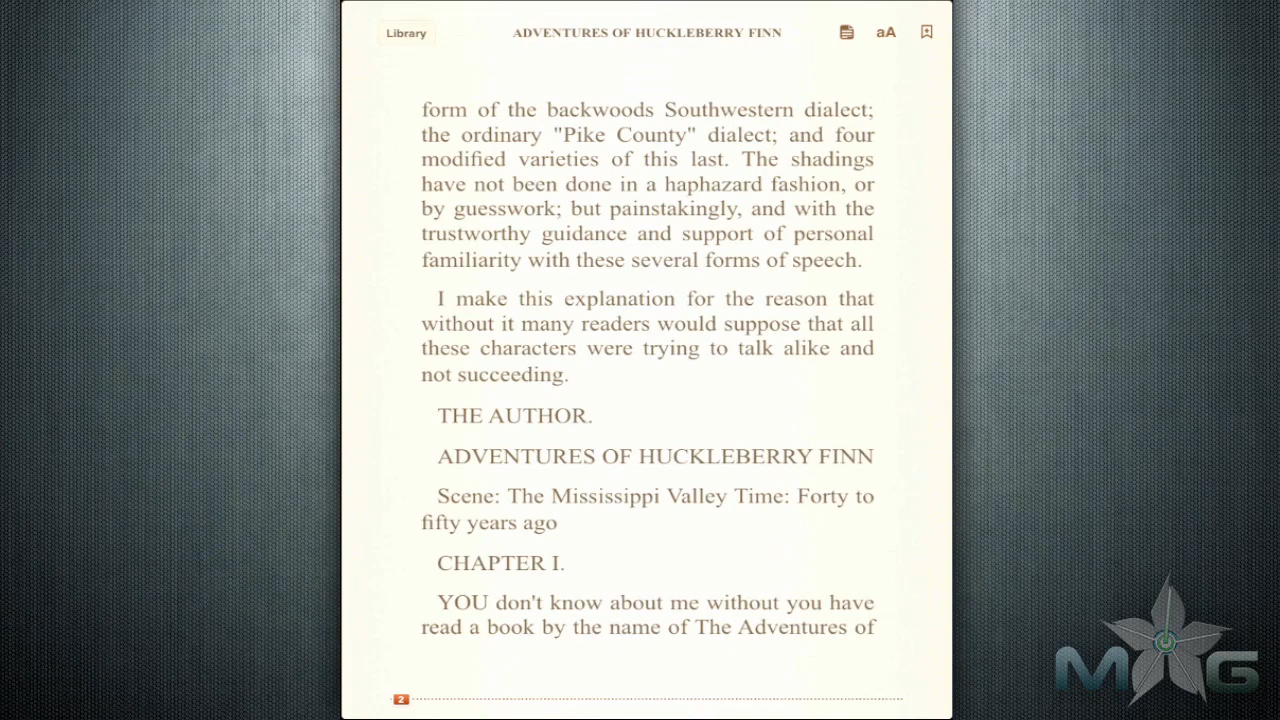 Library
ADVENTURES OF HUCKLEBERRY FINN
aA
form of the backwoods Southwestern dialect;
the ordinary "Pike County" dialect; and four
modified varieties of this last. The shadings
have not been done in a haphazard fashion, or
by guesswork; but painstakingly, and with the
trustworthy guidance and support of personal
familiarity with these several forms of speech.
I make this explanation for the reason that
without it many readers would suppose that all
these characters were trying to talk alike and
not succeeding.
THE AUTHOR.
ADVENTURES OF HUCKLEBERRY FINN
Scene: The Mississippi Valley Time: Forty to
fifty years ago
CHAPTER I.
YOU don't know about me without you have
read a book by the name of The Adventures of
2
MG